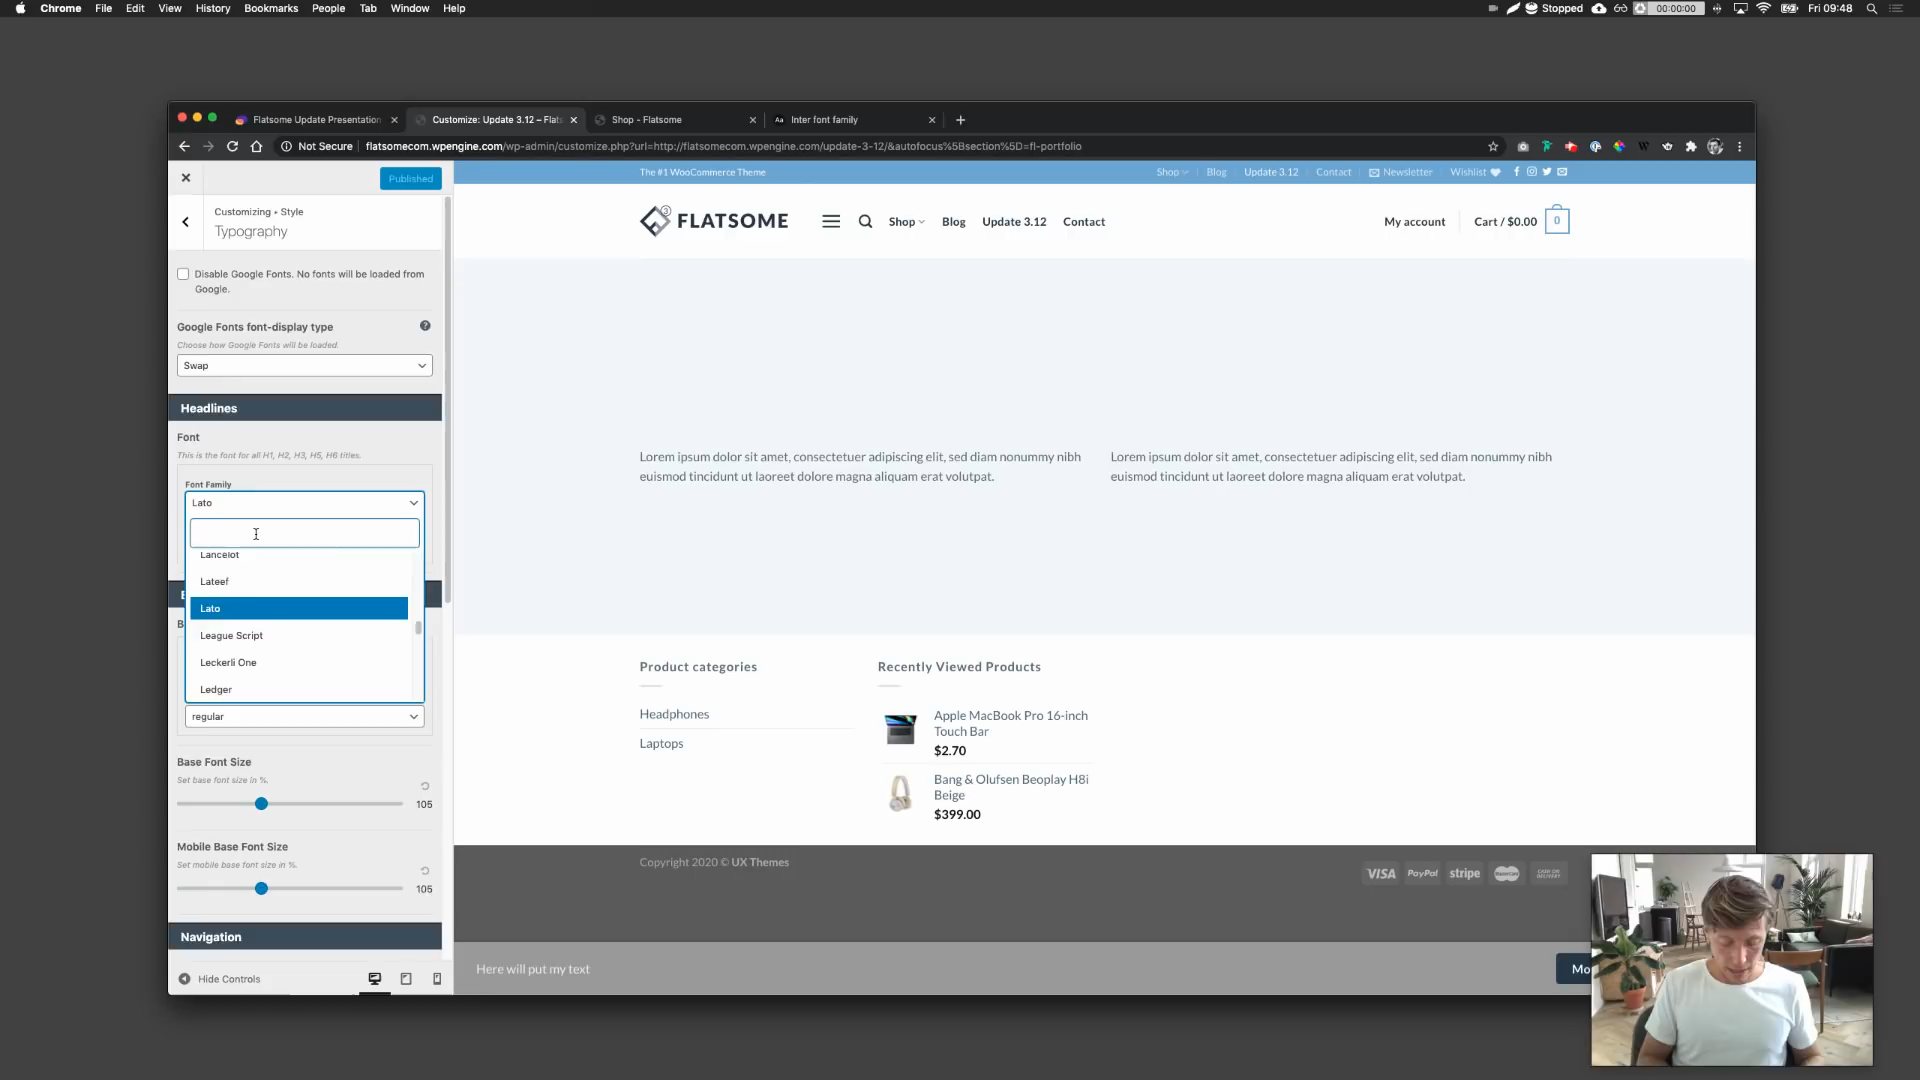 Chrome File Edit View History Bookmarks People Tab Window Help
Stopped 00:00:00 Fri 09:48
Flatsome Update Presentation
Customize: Update 3.12 – Flats
Shop - Flatsome
Aa Inter font family
Not Secure flatsomecom.wpengine.com/wp-admin/customize.php?url=http://flatsomecom.wpengine.com/update-3-12/&autofocus%5Bsection%5D=fl-portfolio
Published
Customizing ▸ Style
Typography
Disable Google Fonts. No fonts will be loaded from
Google.
Google Fonts font-display type
Choose how Google Fonts will be loaded.
Swap
Headlines
Font
This is the font for all H1, H2, H3, H5, H6 titles.
Font Family
Lato
Lancelot
Lateef
Lato
League Script
Leckerli One
Ledger
regular
Base Font Size
Set base font size in %.
105
Mobile Base Font Size
Set mobile base font size in %.
105
Navigation
Hide Controls
The #1 WooCommerce Theme
Shop Blog Update 3.12 Contact Newsletter Wishlist
3 FLATSOME
Shop Blog Update 3.12 Contact
My account Cart / $0.00 0
Lorem ipsum dolor sit amet, consectetuer adipiscing elit, sed diam nonummy nibh
euismod tincidunt ut laoreet dolore magna aliquam erat volutpat.
Lorem ipsum dolor sit amet, consectetuer adipiscing elit, sed diam nonummy nibh
euismod tincidunt ut laoreet dolore magna aliquam erat volutpat.
Product categories
Headphones
Laptops
Recently Viewed Products
Apple MacBook Pro 16-inch
Touch Bar
$2.70
Bang & Olufsen Beoplay H8i
Beige
$399.00
Copyright 2020 © UX Themes
VISA PayPal stripe MasterCard CASH ON DELIVERY
Here will put my text
Mo